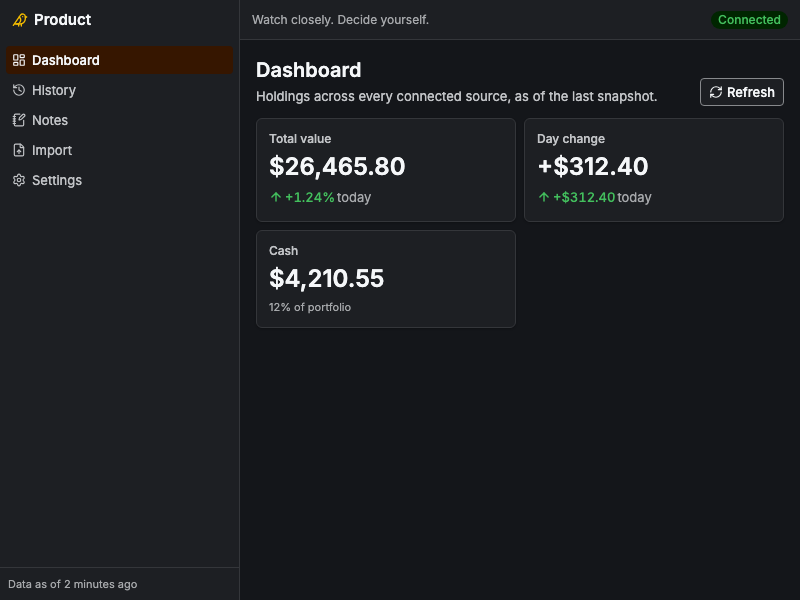 Product
Watch closely. Decide yourself.
Connected
Dashboard
History
Notes
Import
Settings
Dashboard
Holdings across every connected source, as of the last snapshot.
Refresh
Total value
$26,465.80
+1.24% today
Day change
+$312.40
+$312.40 today
Cash
$4,210.55
12% of portfolio
Data as of 2 minutes ago